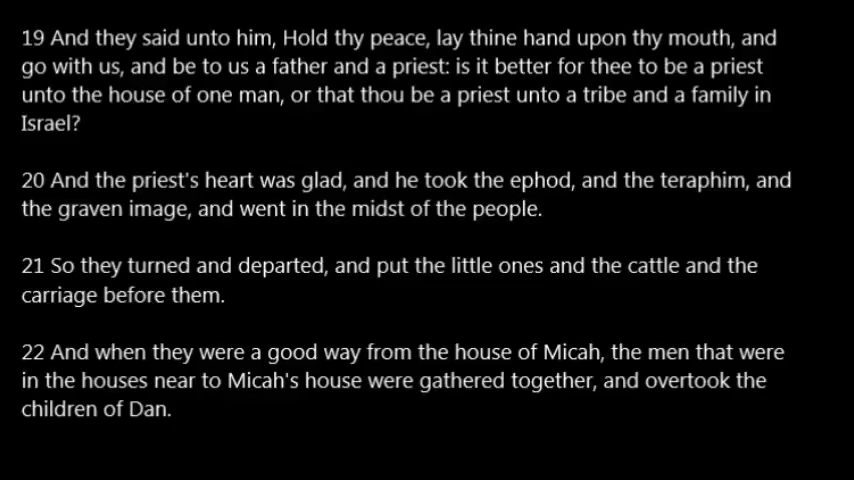 19 And they said unto him, Hold thy peace, lay thine hand upon thy mouth, and
go with us, and be to us a father and a priest: is it better for thee to be a priest
unto the house of one man, or that thou be a priest unto a tribe and a family in
Israel?
20 And the priest's heart was glad, and he took the ephod, and the teraphim, and
the graven image, and went in the midst of the people.
21 So they turned and departed, and put the little ones and the cattle and the
carriage before them.
22 And when they were a good way from the house of Micah, the men that were
in the houses near to Micah's house were gathered together, and overtook the
children of Dan.